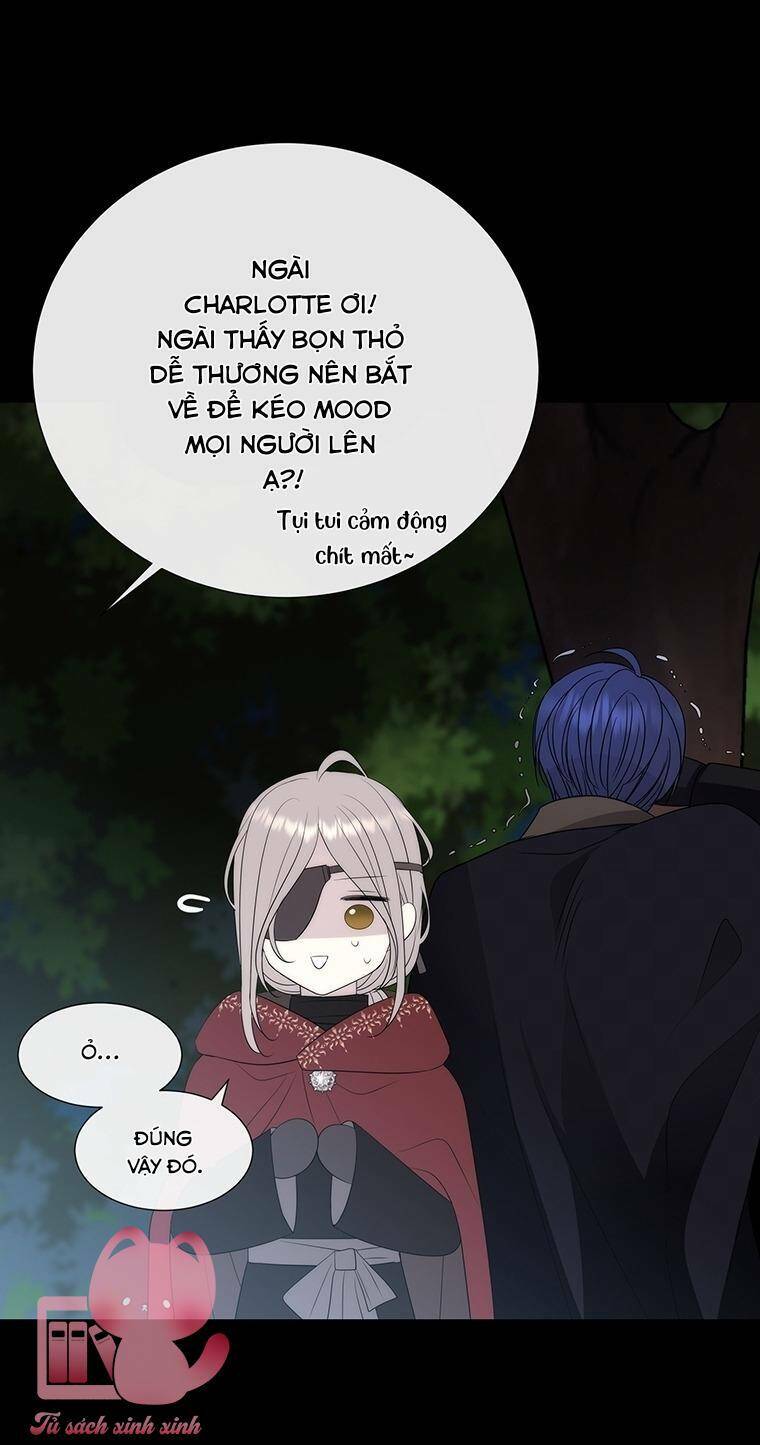 NGÀI
CHARLOTTE ƠI!
NGÀI THẤY BỌN THỎ
DỄ THƯƠNG NÊN BẮT
VỀ ĐỂ KÉO MOOD
MỌI NGƯỜI LÊN
Ạ?!
Tụi tui cảm động
chít mất~
Ồ...
ĐÚNG
VẬY ĐÓ.
Tủ sách xinh xinh